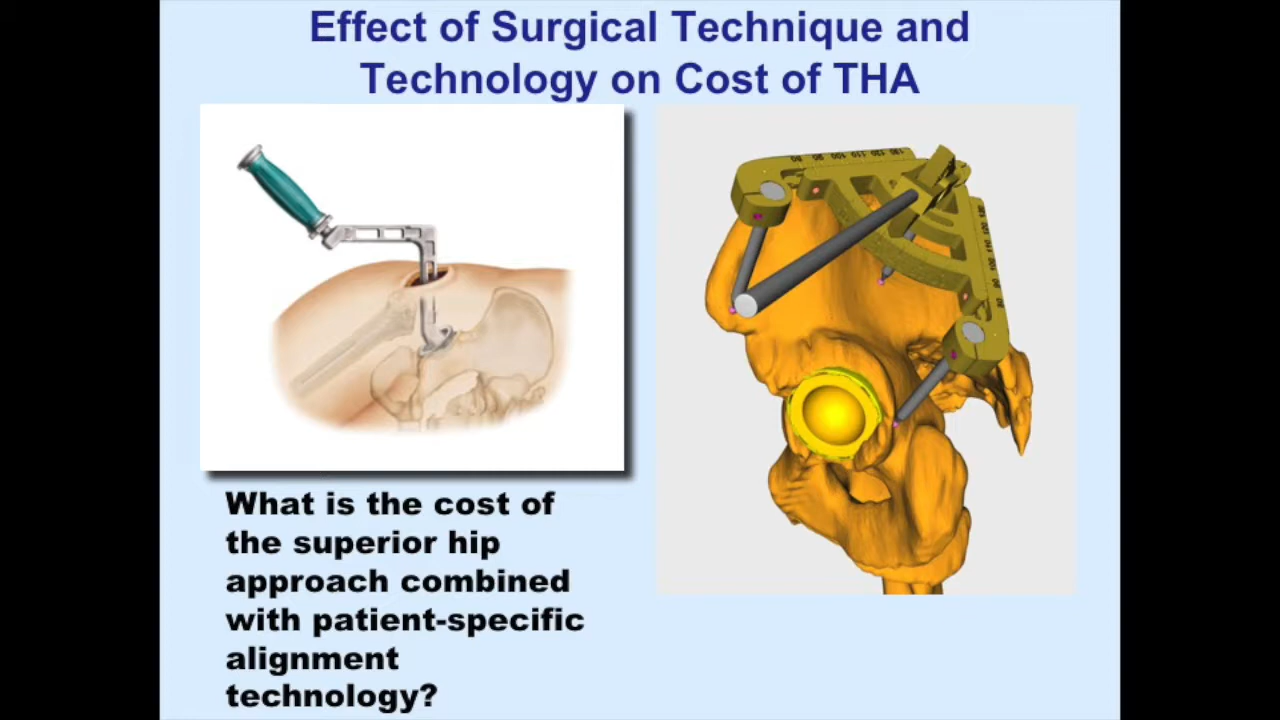 Effect of Surgical Technique and
Technology on Cost of THA
What is the cost of
the superior hip
approach combined
with patient-specific
alignment
technology?